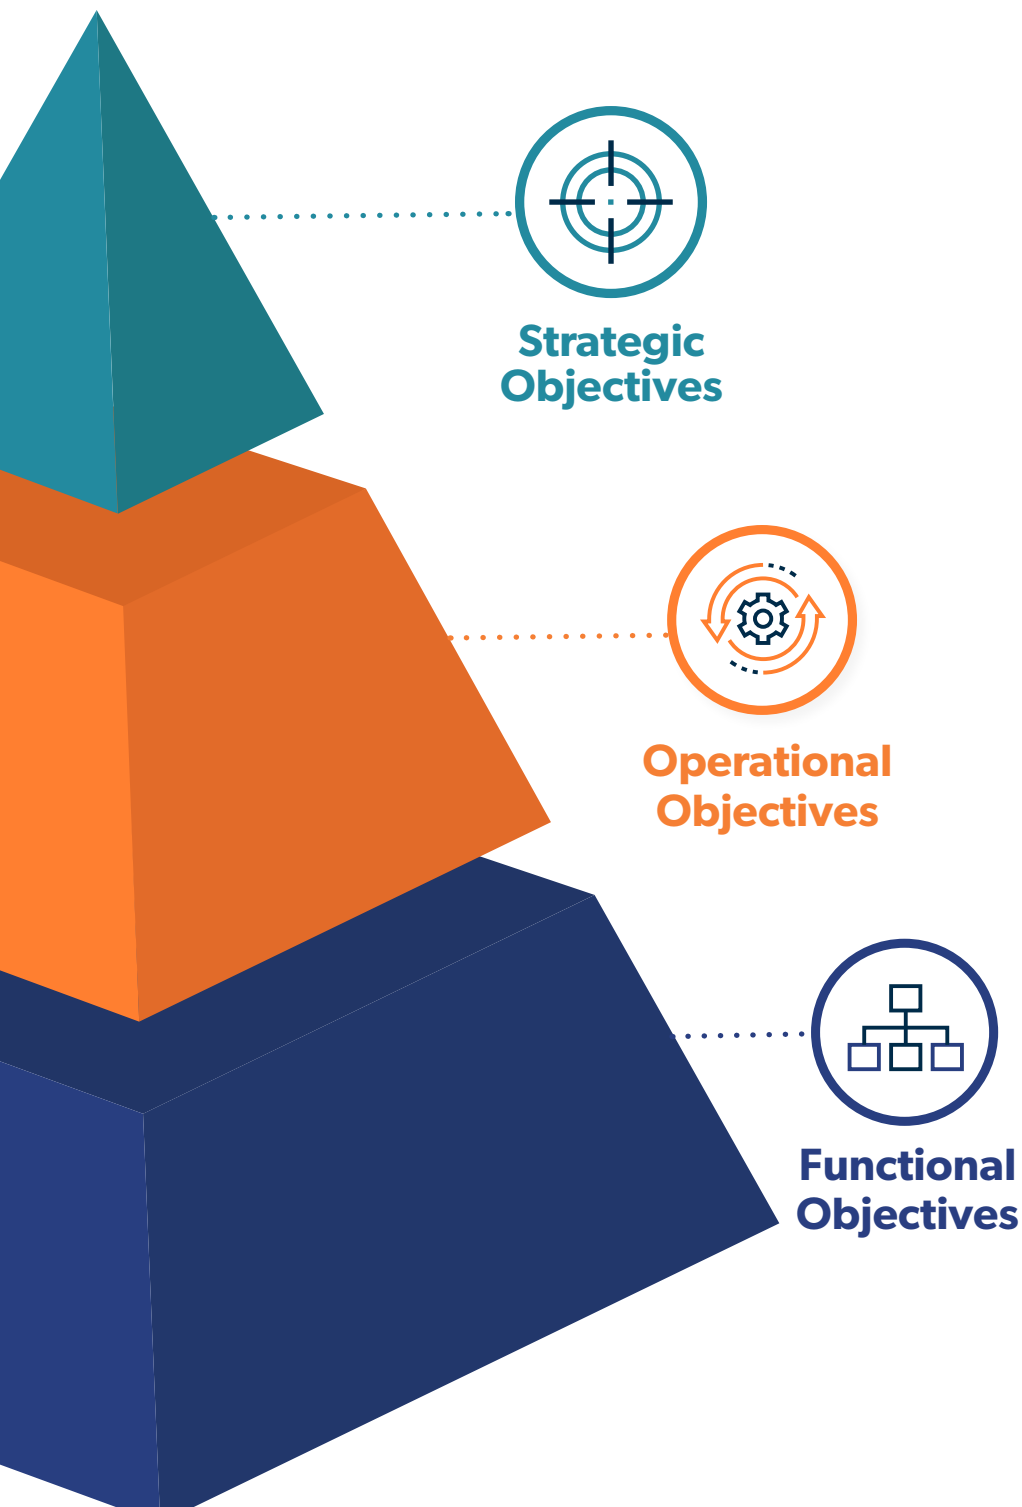 Strategic
Objectives
Operational
Objectives
Functional
Objectives